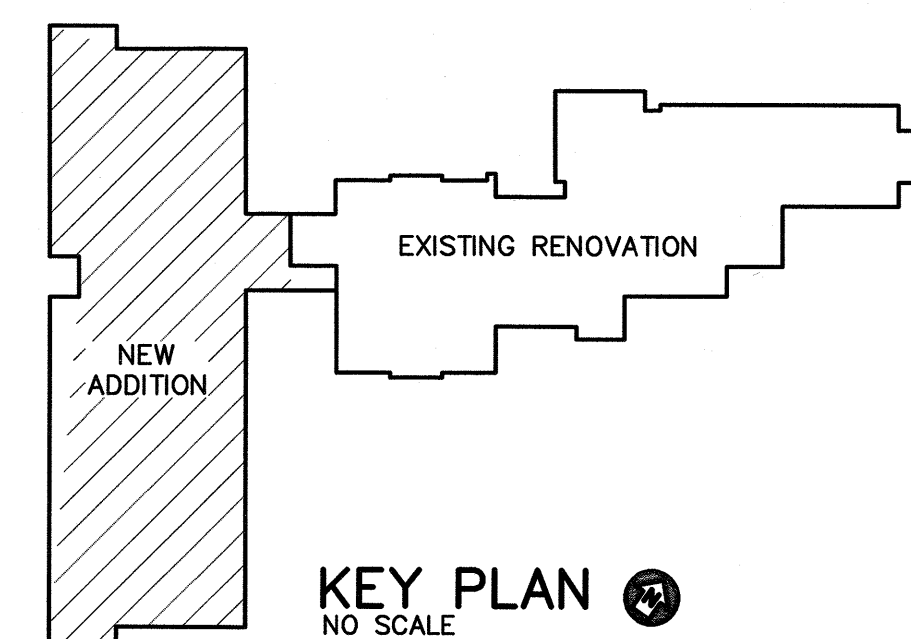 EXISTING RENOVATION
NEW
ADDITION
KEY PLAN
N
NO SCALE